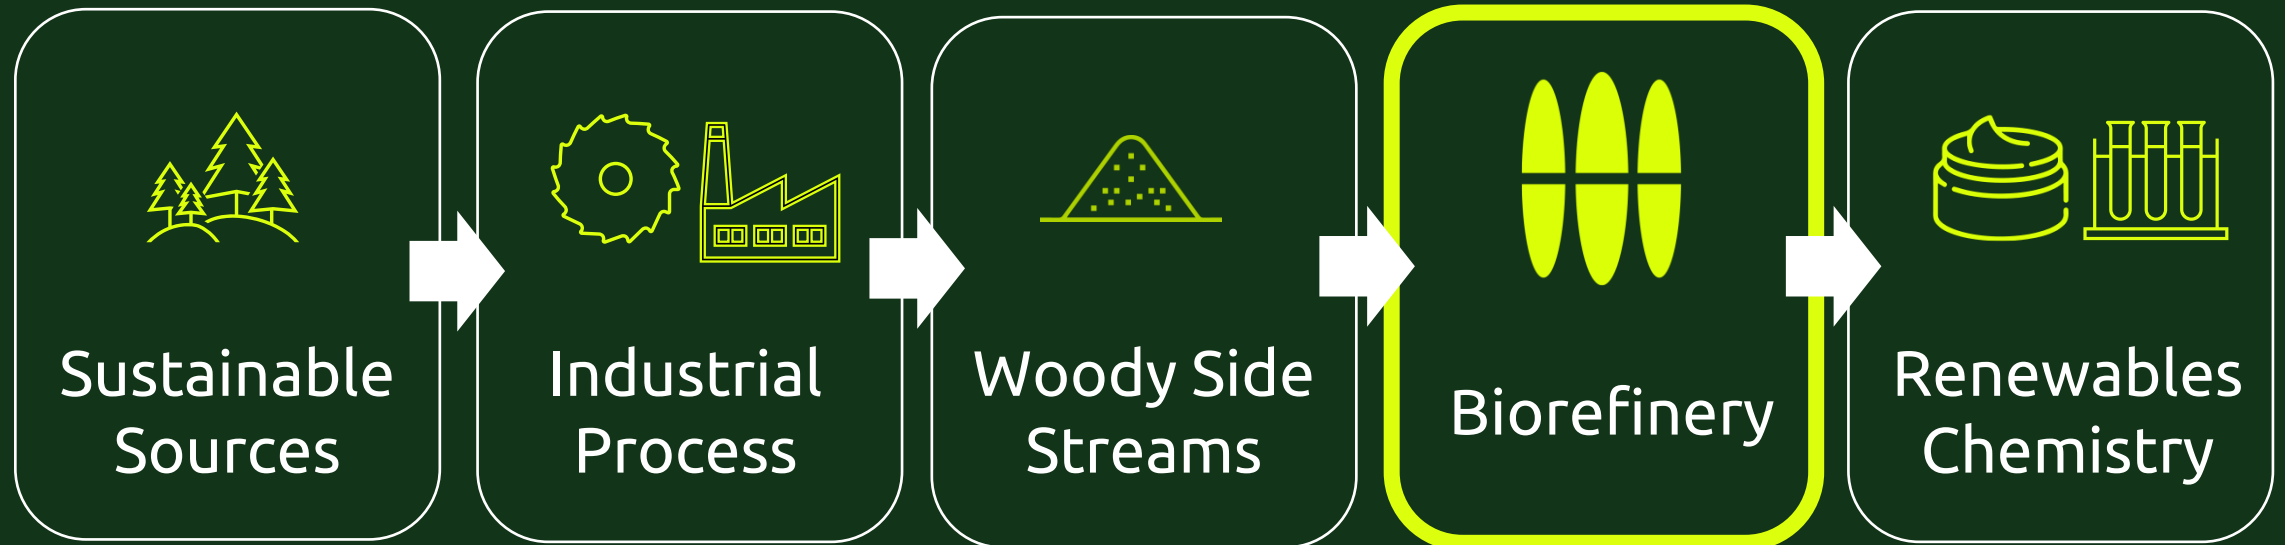 Sustainable
Sources
Industrial
Process
Woody Side
Streams
Biorefinery
Renewables
Chemistry